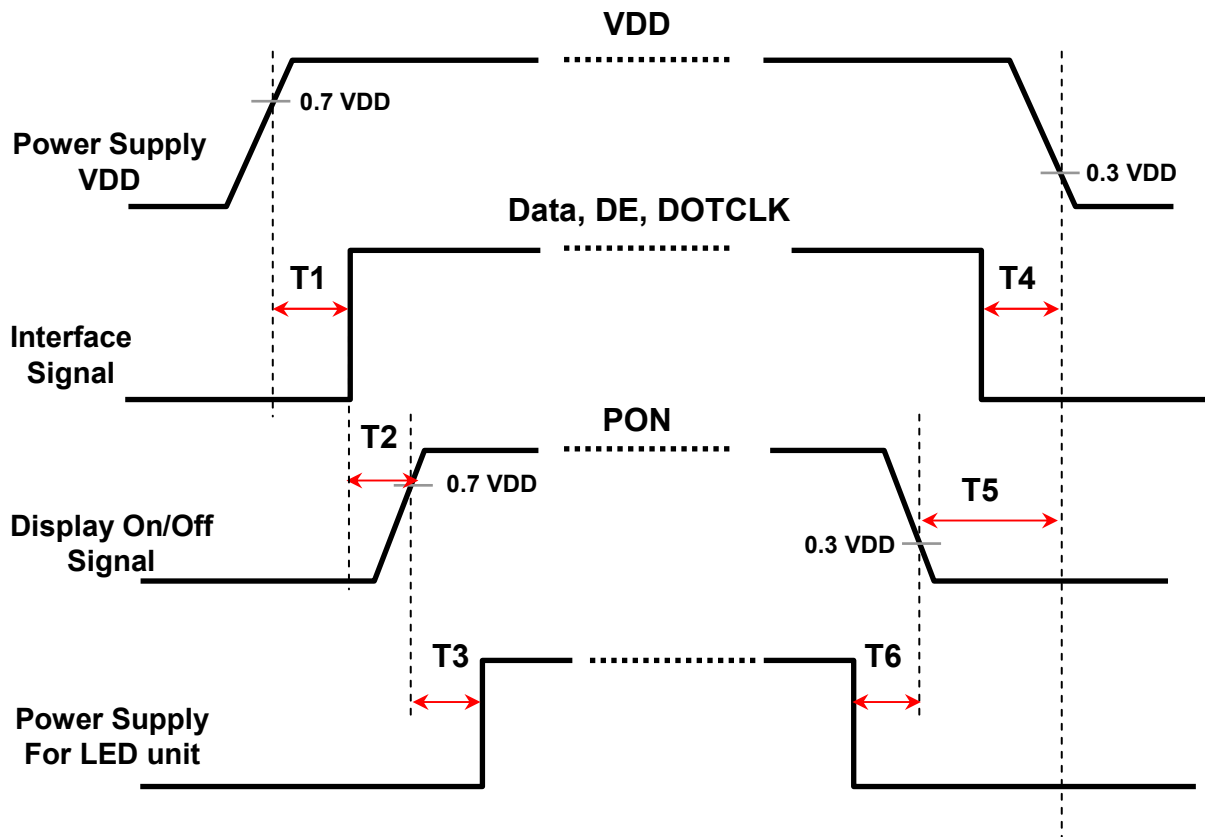 VDD
0.7 VDD
Power Supply
VDD
0.3 VDD
Data, DE, DOTCLK
T1
T4
Interface
Signal
PON
T2
0.7 VDD
T5
Display On/Off
Signal
0.3 VDD
T3
T6
Power Supply
For LED unit